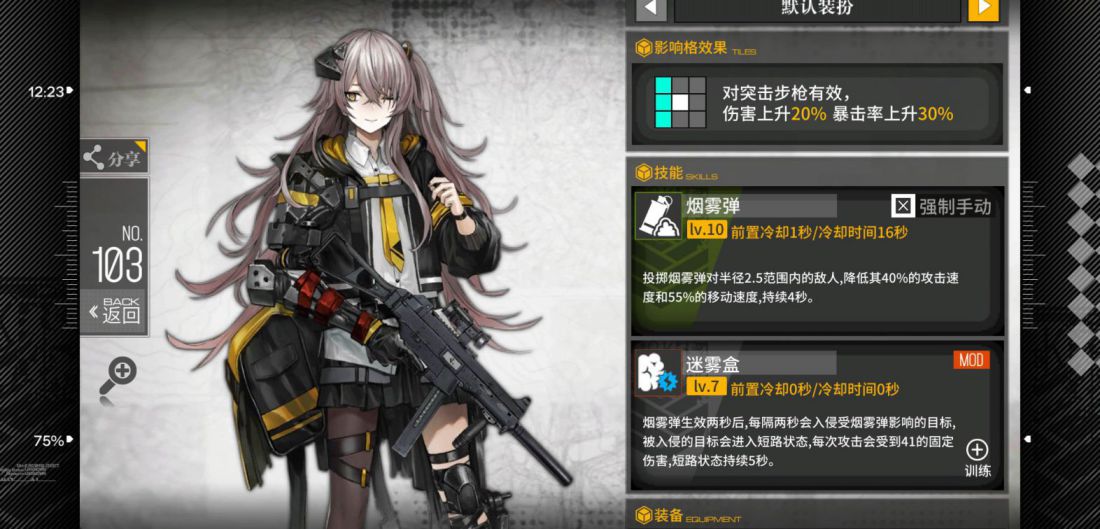 默认装扮
影响格效果 TILES
12:23
对突击步枪有效，
伤害上升20% 暴击率上升30%
分享
技能 SKILLS
烟雾弹
强制手动
lv.10 前置冷却1秒/冷却时间16秒
NO.
103
投掷烟雾弹对半径2.5范围内的敌人,降低其40%的攻击速
度和55%的移动速度,持续4秒。
BACK
返回
迷雾盒
MOD
lv.7 前置冷却0秒/冷却时间0秒
烟雾弹生效两秒后,每隔两秒会入侵受烟雾弹影响的目标,
被入侵的目标会进入短路状态,每次攻击会受到41的固定
伤害,短路状态持续5秒。
训练
75%
装备 EQUIPMENT